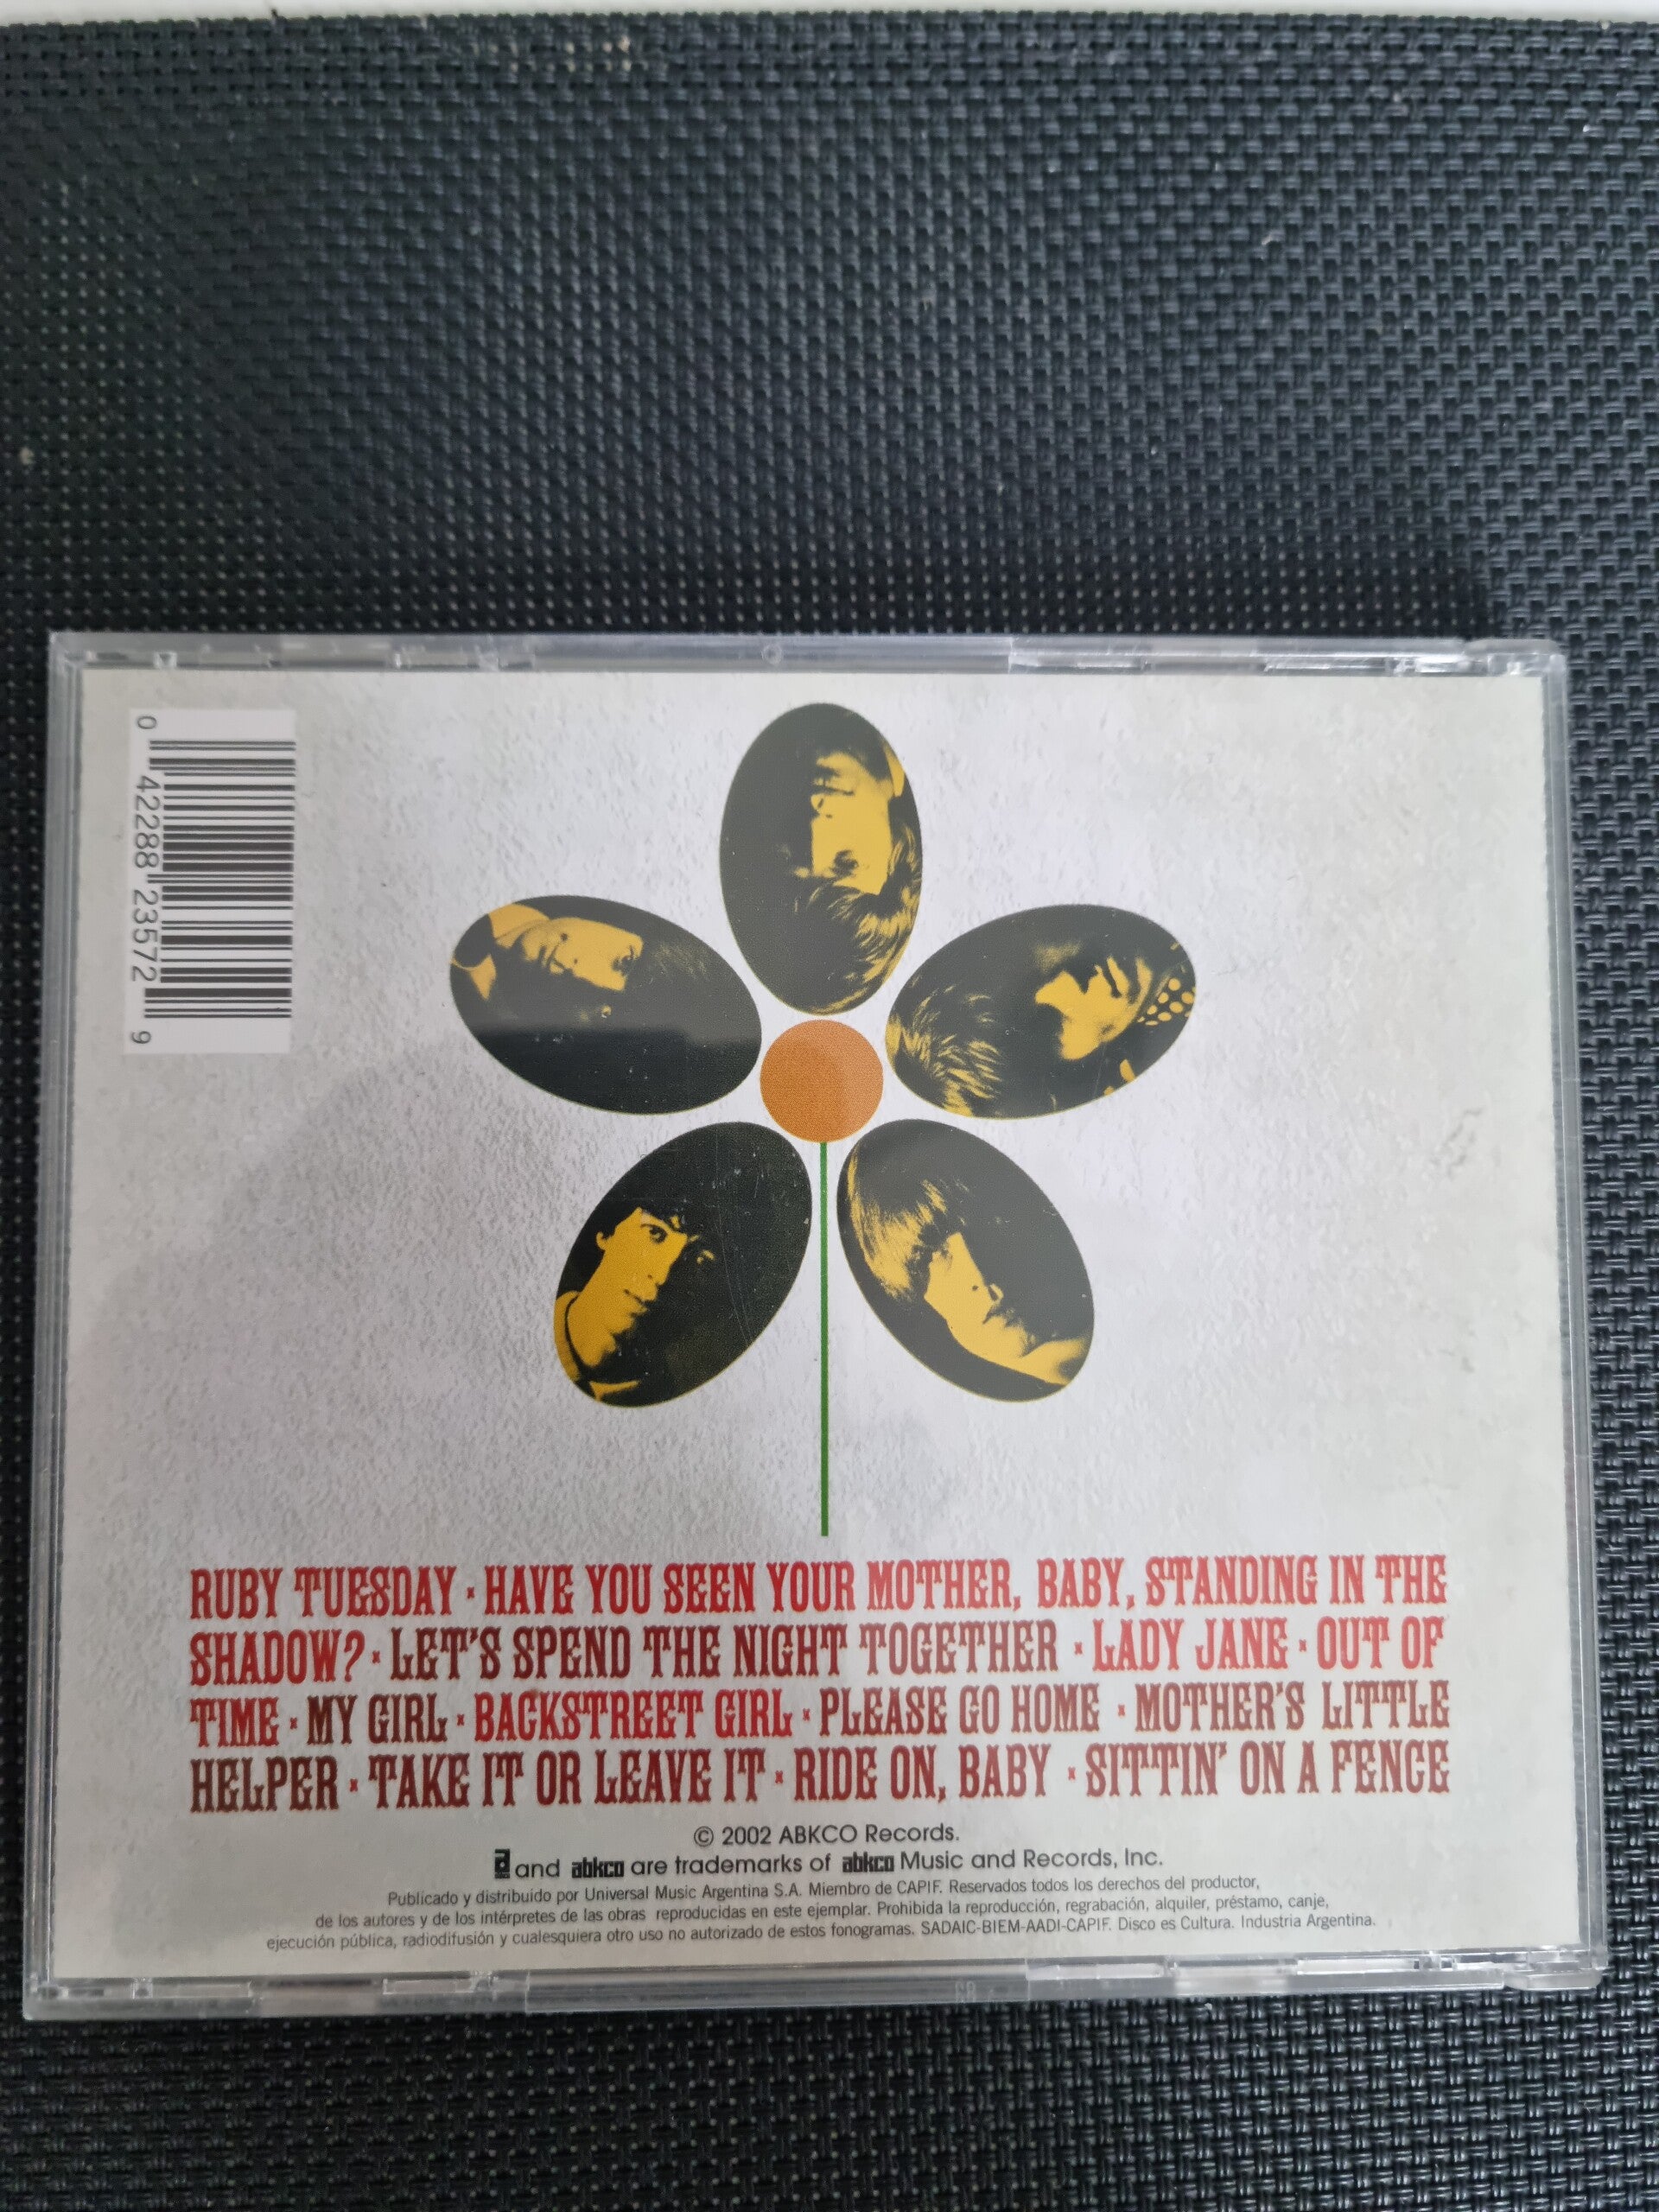 0 42288 23572 9
RUBY TUESDAY · HAVE YOU SEEN YOUR MOTHER, BABY, STANDING IN THE
SHADOW? · LET'S SPEND THE NIGHT TOGETHER · LADY JANE · OUT OF
TIME · MY GIRL · BACKSTREET GIRL · PLEASE GO HOME · MOTHER'S LITTLE
HELPER · TAKE IT OR LEAVE IT · RIDE ON, BABY · SITTIN' ON A FENCE
© 2002 ABKCO Records.
a and abkco are trademarks of abkco Music and Records, Inc.
Publicado y distribuido por Universal Music Argentina S.A. Miembro de CAPIF. Reservados todos los derechos del productor,
de los autores y de los intérpretes de las obras reproducidas en este ejemplar. Prohibida la reproducción, regrabación, alquiler, préstamo, canje,
ejecución pública, radiodifusión y cualesquiera otro uso no autorizado de estos fonogramas. SADAIC-BIEM-AADI-CAPIF. Disco es Cultura. Industria Argentina.